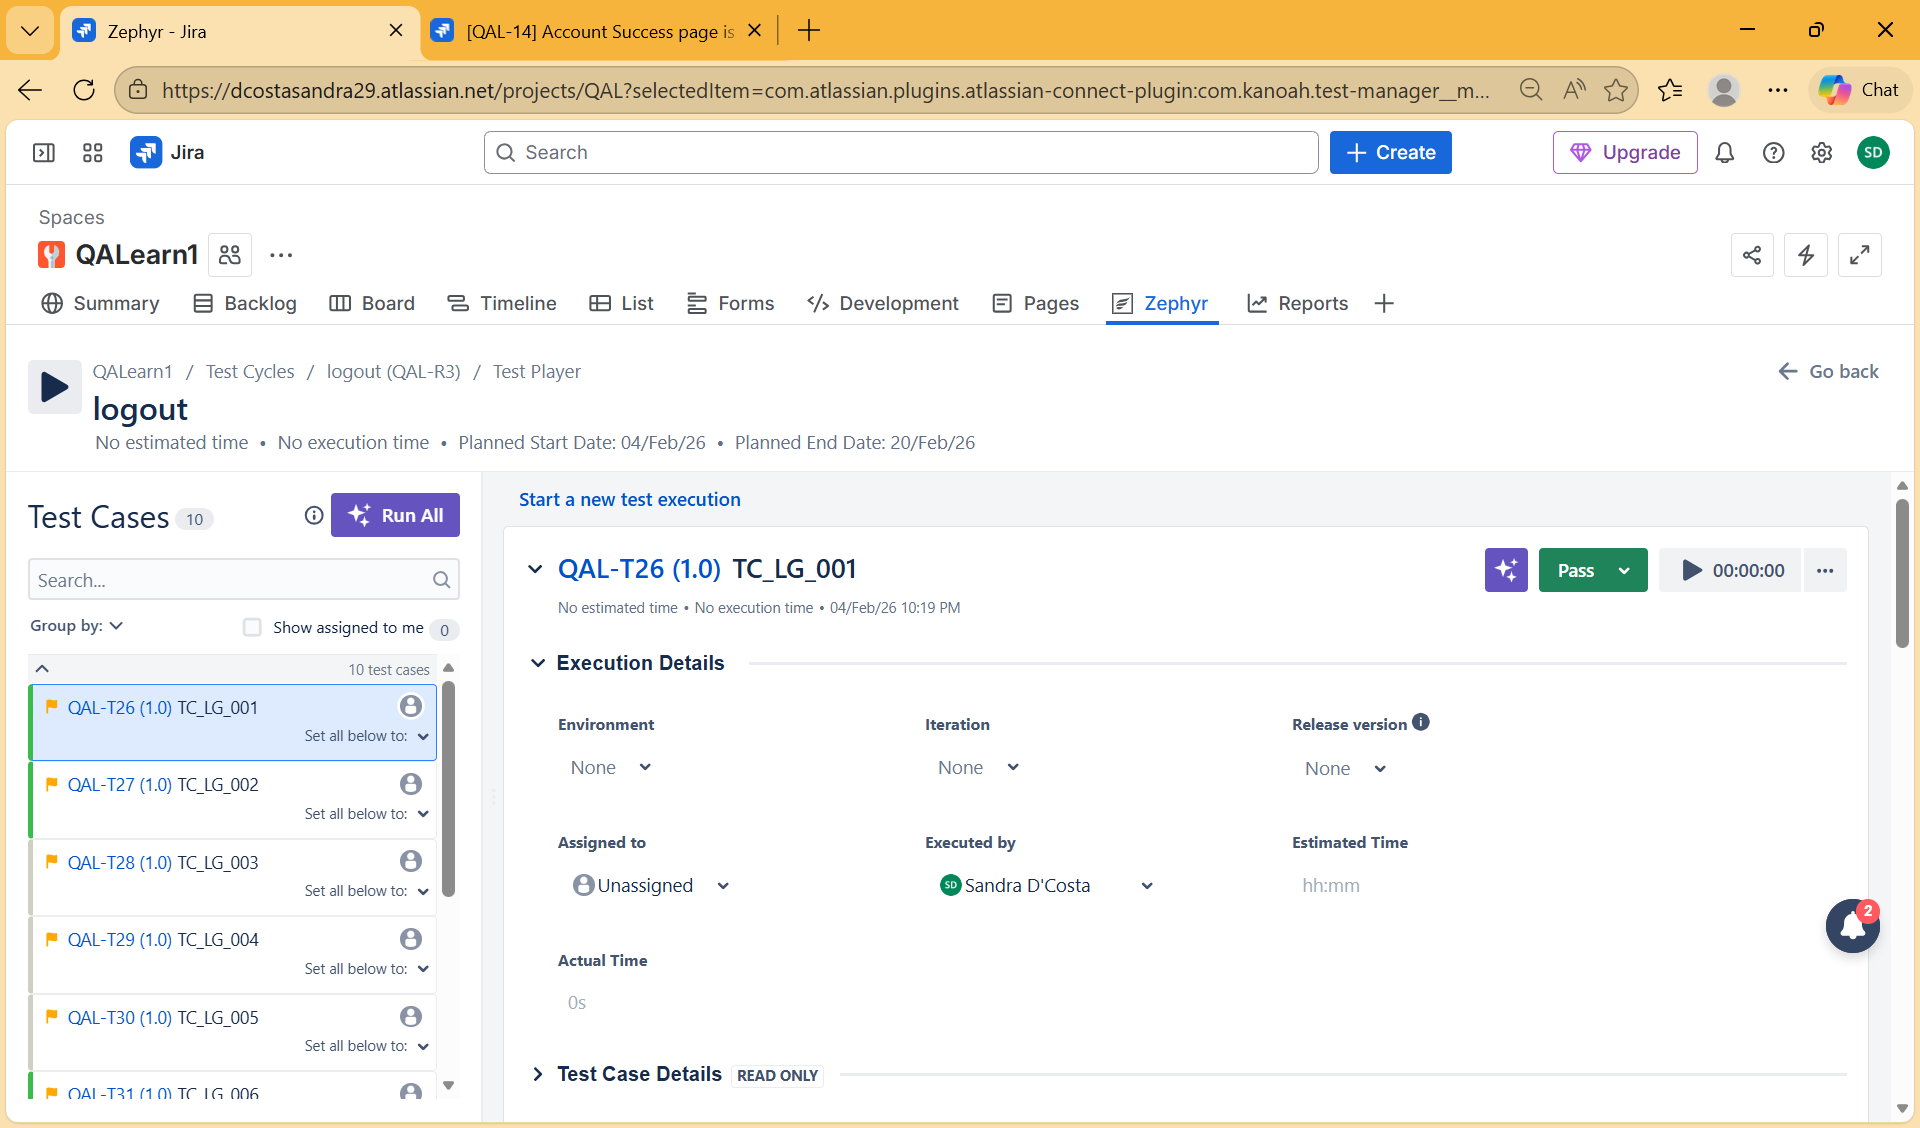 Zephyr - Jira
[QAL-14] Account Success page is
https://dcostasandra29.atlassian.net/projects/QAL?selectedItem=com.atlassian.plugins.atlassian-connect-plugin:com.kanoah.test-manager__m...
Chat
Jira
Search
Create
Upgrade
SD
Spaces
QALearn1
Summary
Backlog
Board
Timeline
List
Forms
Development
Pages
Zephyr
Reports
QALearn1 / Test Cycles / logout (QAL-R3) / Test Player
Go back
logout
No estimated time • No execution time • Planned Start Date: 04/Feb/26 • Planned End Date: 20/Feb/26
Test Cases 10
Run All
Search...
Group by:
Show assigned to me 0
10 test cases
QAL-T26 (1.0) TC_LG_001
Set all below to:
QAL-T27 (1.0) TC_LG_002
Set all below to:
QAL-T28 (1.0) TC_LG_003
Set all below to:
QAL-T29 (1.0) TC_LG_004
Set all below to:
QAL-T30 (1.0) TC_LG_005
Set all below to:
QAL-T31 (1.0) TC_LG_006
Start a new test execution
QAL-T26 (1.0) TC_LG_001
Pass
00:00:00
No estimated time • No execution time • 04/Feb/26 10:19 PM
Execution Details
Environment
None
Iteration
None
Release version
None
Assigned to
Unassigned
Executed by
SD Sandra D'Costa
Estimated Time
hh:mm
2
Actual Time
0s
Test Case Details READ ONLY